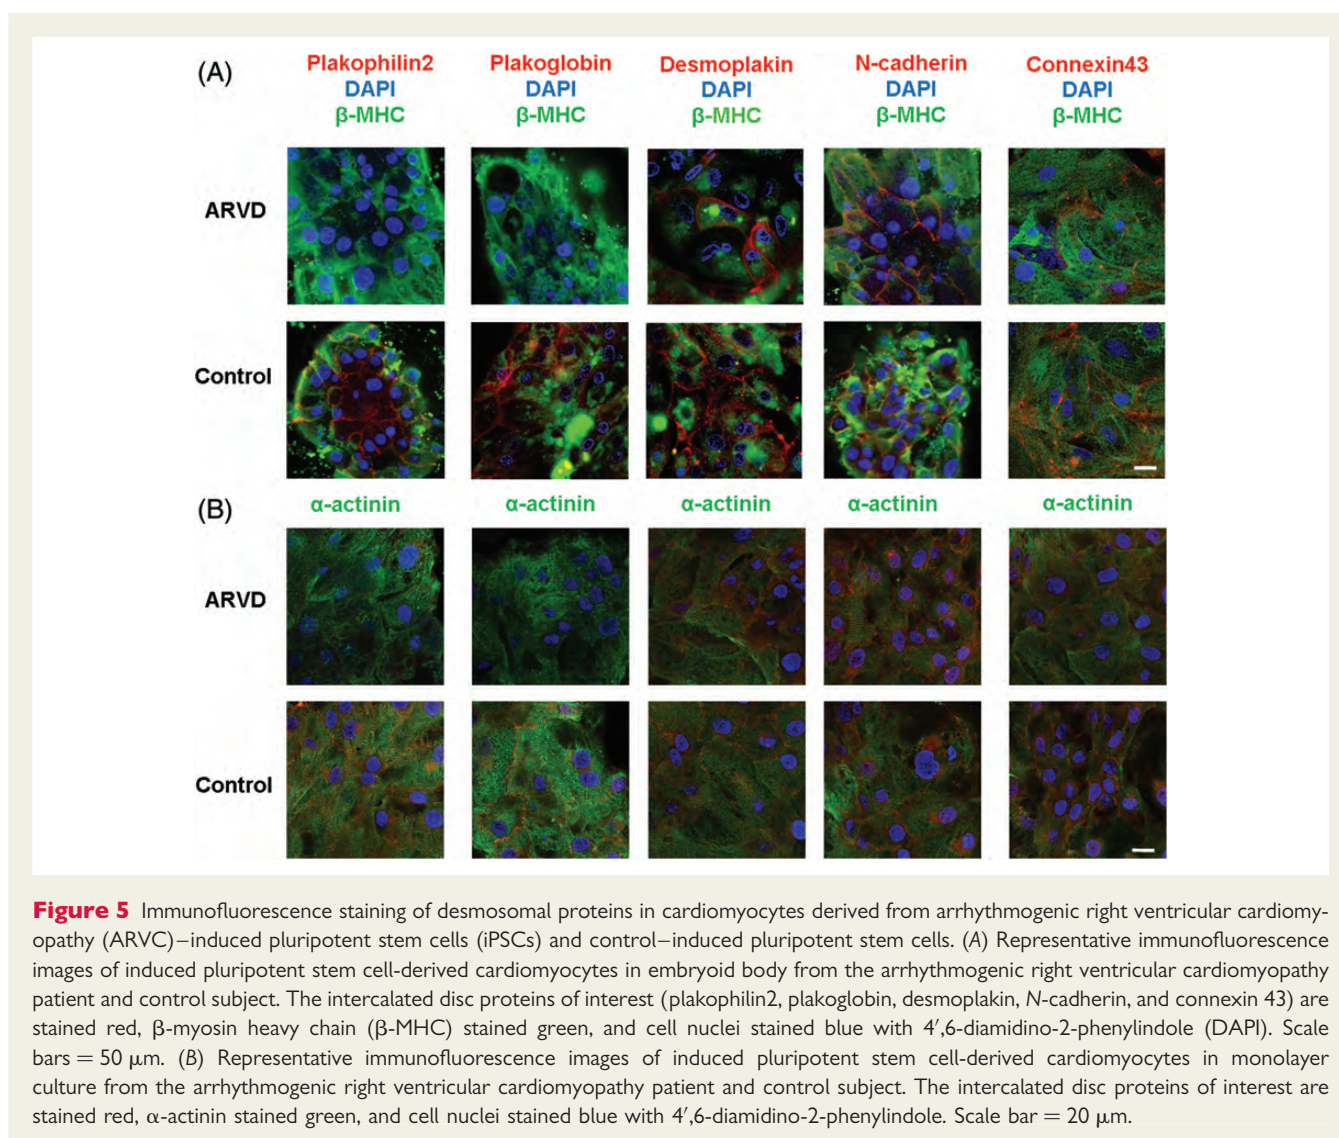 (A)
Plakophilin2 Plakoglobin Desmoplakin N-cadherin Connexin43
DAPI DAPI DAPI DAPI DAPI
β-MHC β-MHC β-MHC β-MHC β-MHC
ARVD
Control
(B)
α-actinin α-actinin α-actinin α-actinin α-actinin
ARVD
Control
Figure 5 Immunofluorescence staining of desmosomal proteins in cardiomyocytes derived from arrhythmogenic right ventricular cardiomy-
opathy (ARVC)–induced pluripotent stem cells (iPSCs) and control–induced pluripotent stem cells. (A) Representative immunofluorescence
images of induced pluripotent stem cell-derived cardiomyocytes in embryoid body from the arrhythmogenic right ventricular cardiomyopathy
patient and control subject. The intercalated disc proteins of interest (plakophilin2, plakoglobin, desmoplakin, N-cadherin, and connexin 43) are
stained red, β-myosin heavy chain (β-MHC) stained green, and cell nuclei stained blue with 4′,6-diamidino-2-phenylindole (DAPI). Scale
bars = 50 μm. (B) Representative immunofluorescence images of induced pluripotent stem cell-derived cardiomyocytes in monolayer
culture from the arrhythmogenic right ventricular cardiomyopathy patient and control subject. The intercalated disc proteins of interest are
stained red, α-actinin stained green, and cell nuclei stained blue with 4′,6-diamidino-2-phenylindole. Scale bar = 20 μm.